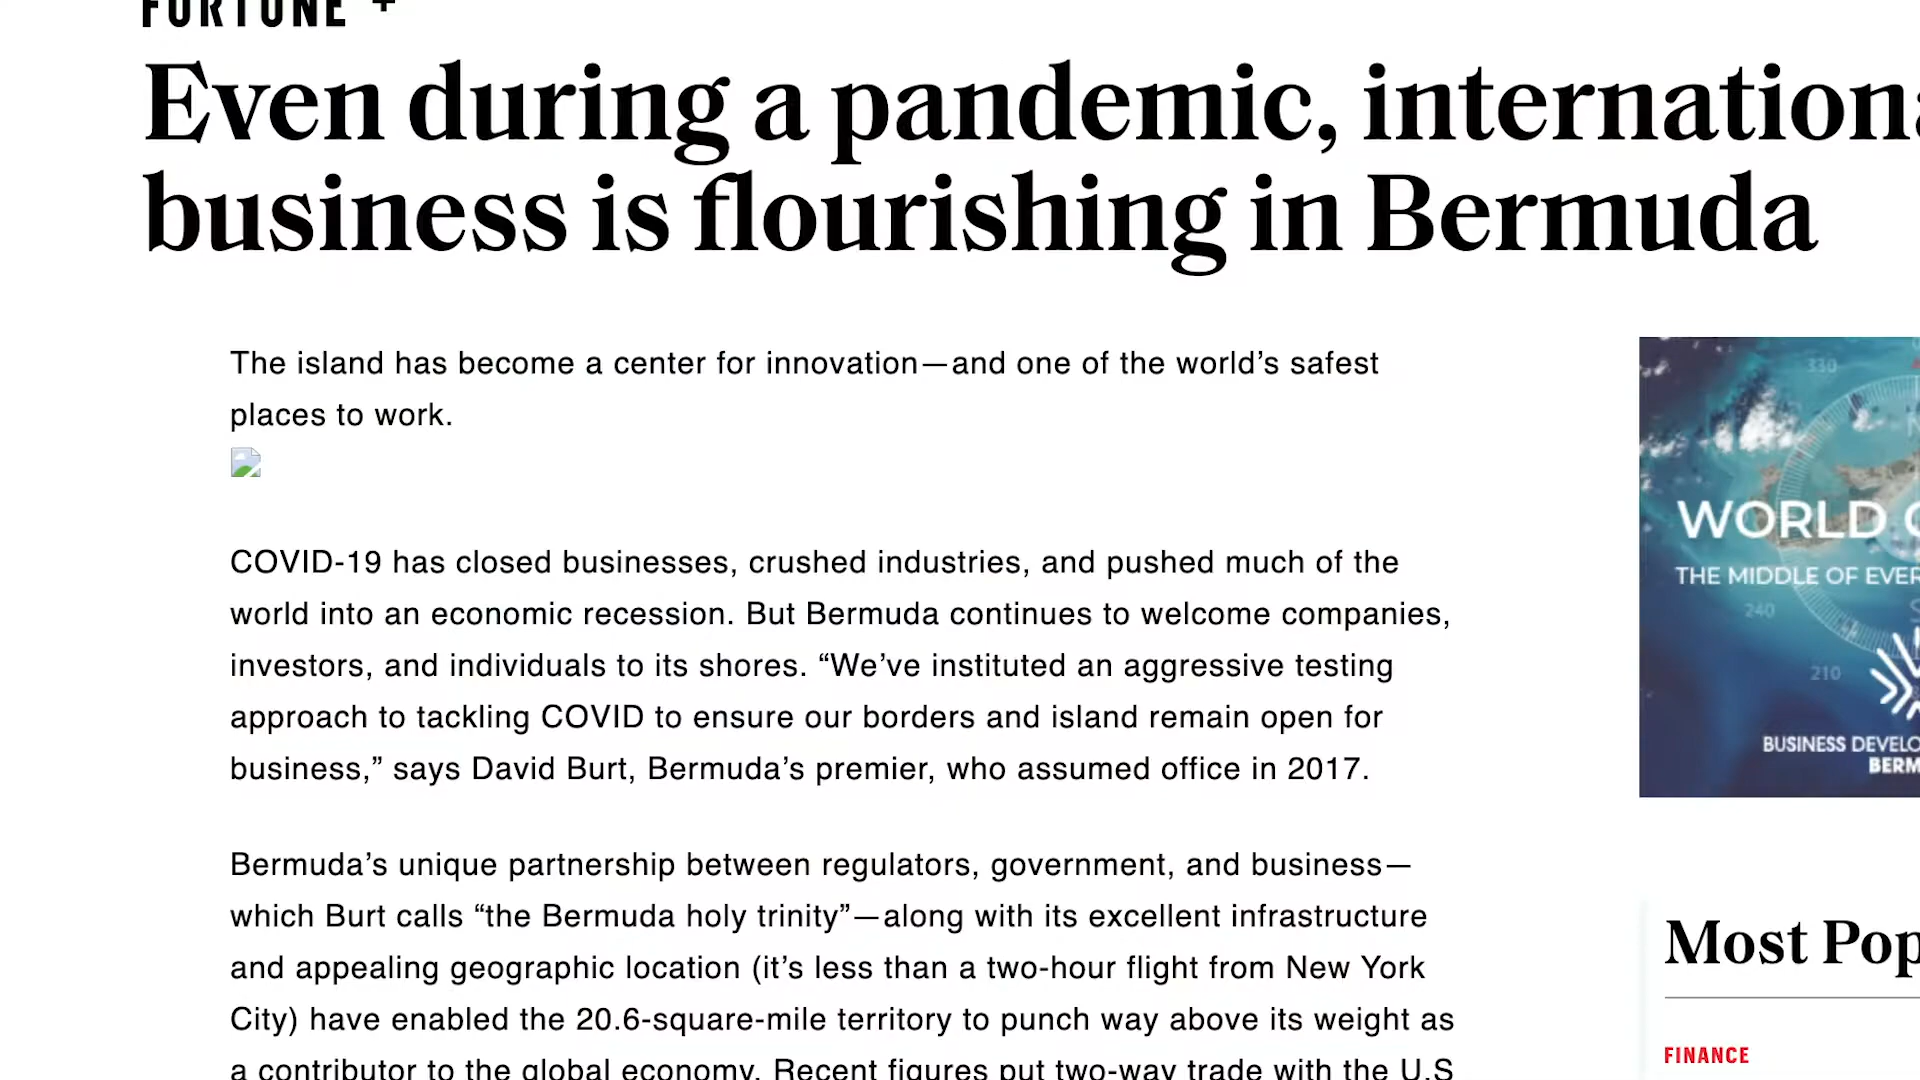 FORTUNE +
Even during a pandemic, internationa
business is flourishing in Bermuda
The island has become a center for innovation—and one of the world’s safest
places to work.
COVID-19 has closed businesses, crushed industries, and pushed much of the
world into an economic recession. But Bermuda continues to welcome companies,
investors, and individuals to its shores. “We’ve instituted an aggressive testing
approach to tackling COVID to ensure our borders and island remain open for
business,” says David Burt, Bermuda’s premier, who assumed office in 2017.
Bermuda’s unique partnership between regulators, government, and business—
which Burt calls “the Bermuda holy trinity”—along with its excellent infrastructure
and appealing geographic location (it’s less than a two-hour flight from New York
City) have enabled the 20.6-square-mile territory to punch way above its weight as
a contributor to the global economy. Recent figures put two-way trade with the U.S
330
WORLD
THE MIDDLE OF EVER
240
S
210
BUSINESS DEVELO
BERM
Most Pop
FINANCE